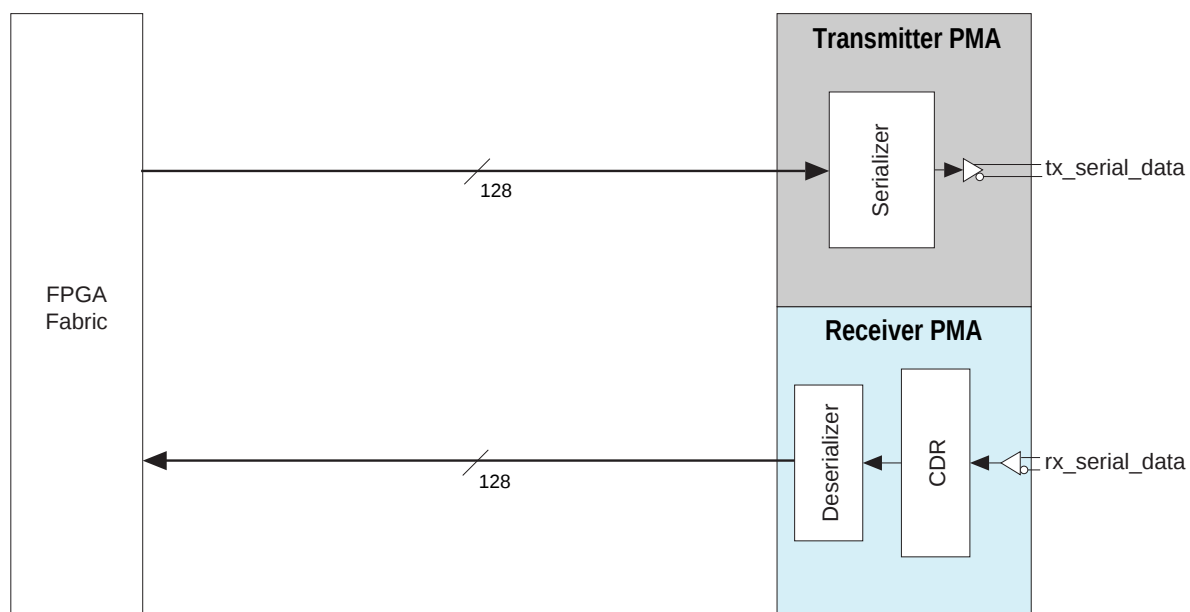 Transmitter PMA
Serializer
tx_serial_data
128
FPGA
Fabric
Receiver PMA
Deserializer
CDR
rx_serial_data
128